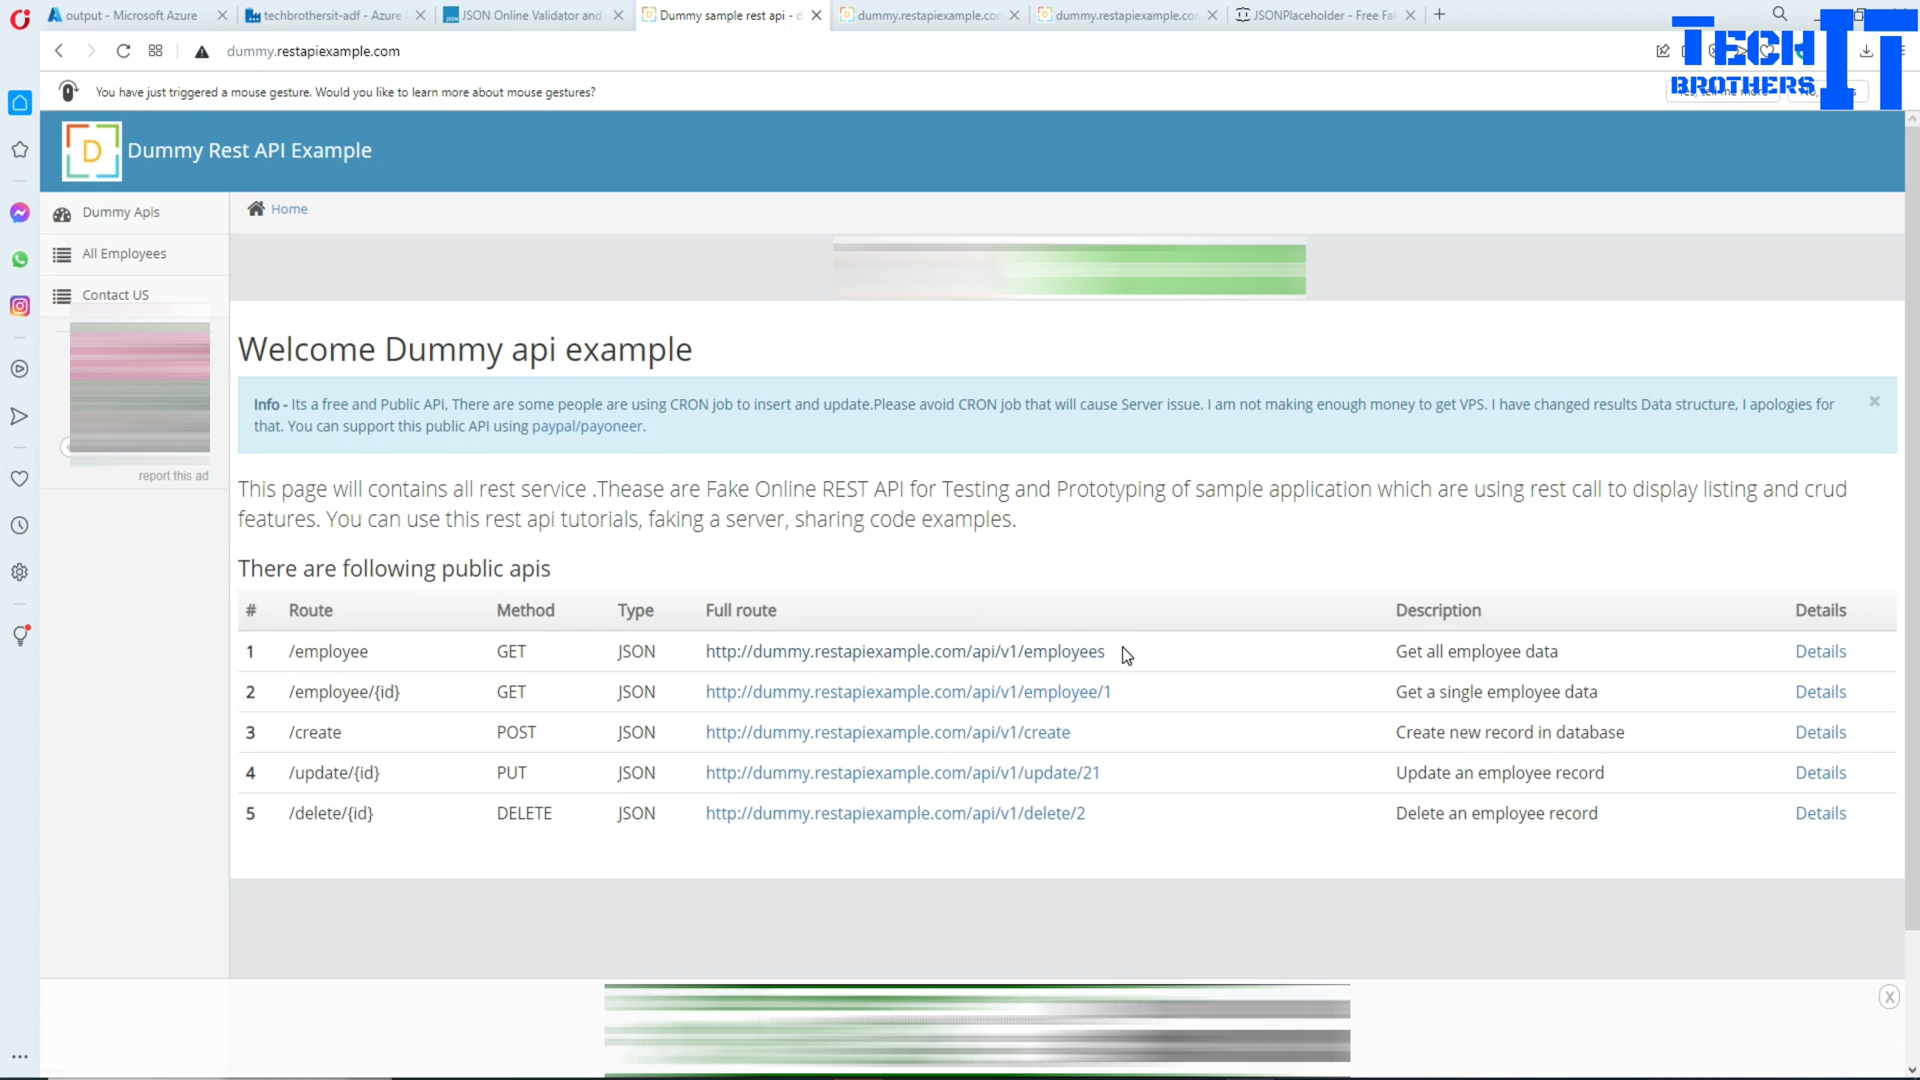 output - Microsoft Azure
techbrothersit-adf - Azure
JSON Online Validator and
Dummy sample rest api - d
dummy.restapiexample.co
dummy.restapiexample.co
JSONPlaceholder - Free Fa
dummy.restapiexample.com
TECH IT
BROTHERS
You have just triggered a mouse gesture. Would you like to learn more about mouse gestures?
Yes, tell me more
D
Dummy Rest API Example
Dummy Apis
All Employees
Contact US
report this ad
Home
Welcome Dummy api example
Info - Its a free and Public API, There are some people are using CRON job to insert and update.Please avoid CRON job that will cause Server issue. I am not making enough money to get VPS. I have changed results Data structure, I apologies for
that. You can support this public API using paypal/payoneer.
This page will contains all rest service .Thease are Fake Online REST API for Testing and Prototyping of sample application which are using rest call to display listing and crud
features. You can use this rest api tutorials, faking a server, sharing code examples.
There are following public apis
# Route Method Type Full route Description Details
1 /employee GET JSON http://dummy.restapiexample.com/api/v1/employees Get all employee data Details
2 /employee/{id} GET JSON http://dummy.restapiexample.com/api/v1/employee/1 Get a single employee data Details
3 /create POST JSON http://dummy.restapiexample.com/api/v1/create Create new record in database Details
4 /update/{id} PUT JSON http://dummy.restapiexample.com/api/v1/update/21 Update an employee record Details
5 /delete/{id} DELETE JSON http://dummy.restapiexample.com/api/v1/delete/2 Delete an employee record Details